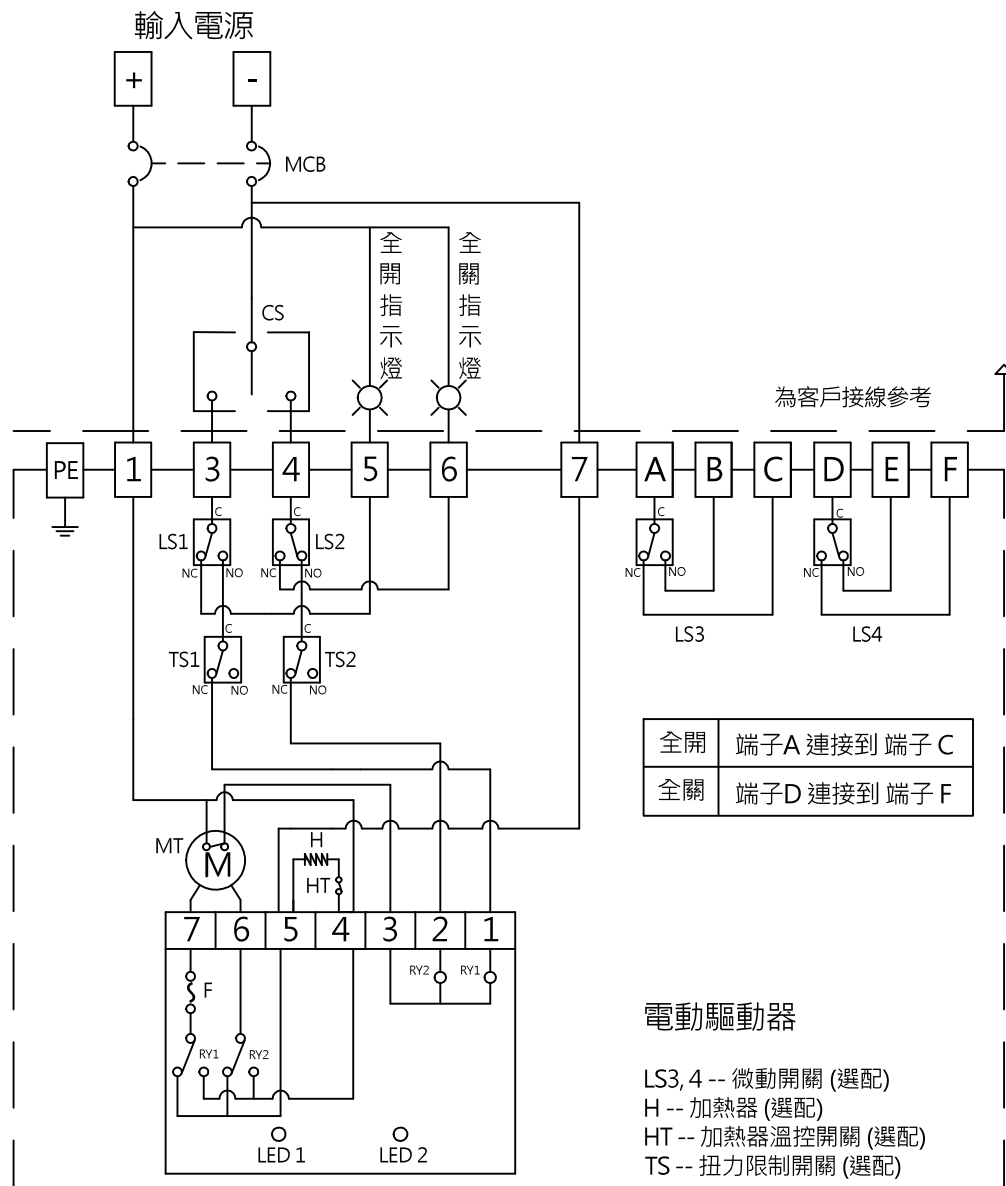 輸入電源
+ -
MCB
全開指示燈
全關指示燈
CS
為客戶接線參考
PE 1 3 4 5 6 7 A B C D E F
C C C C
LS1 LS2
NC NO NC NO NC NO NC NO
LS3 LS4
C C
TS1 TS2
NC NO NC NO
全開 端子A 連接到 端子 C
全關 端子D 連接到 端子 F
MT M H
HT
7 6 5 4 3 2 1
RY2 RY1
F
RY1 RY2
LED 1 LED 2
電動驅動器
LS3, 4 -- 微動開關 (選配)
H -- 加熱器 (選配)
HT -- 加熱器溫控開關 (選配)
TS -- 扭力限制開關 (選配)